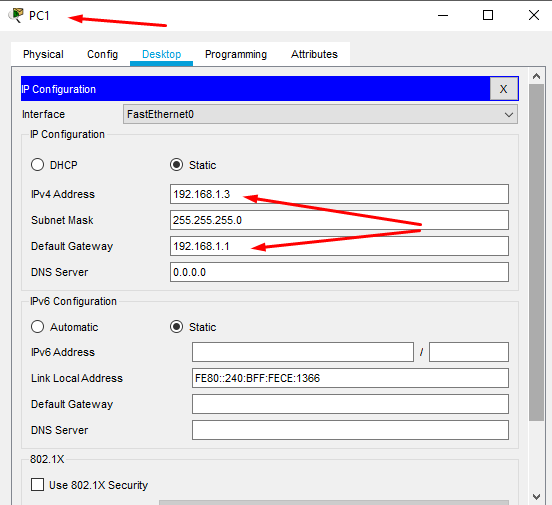 PC1
Physical Config Desktop Programming Attributes
IP Configuration X
Interface FastEthernet0
IP Configuration
DHCP Static
IPv4 Address 192.168.1.3
Subnet Mask 255.255.255.0
Default Gateway 192.168.1.1
DNS Server 0.0.0.0
IPv6 Configuration
Automatic Static
IPv6 Address /
Link Local Address FE80::240:BFF:FECE:1366
Default Gateway
DNS Server
802.1X
Use 802.1X Security